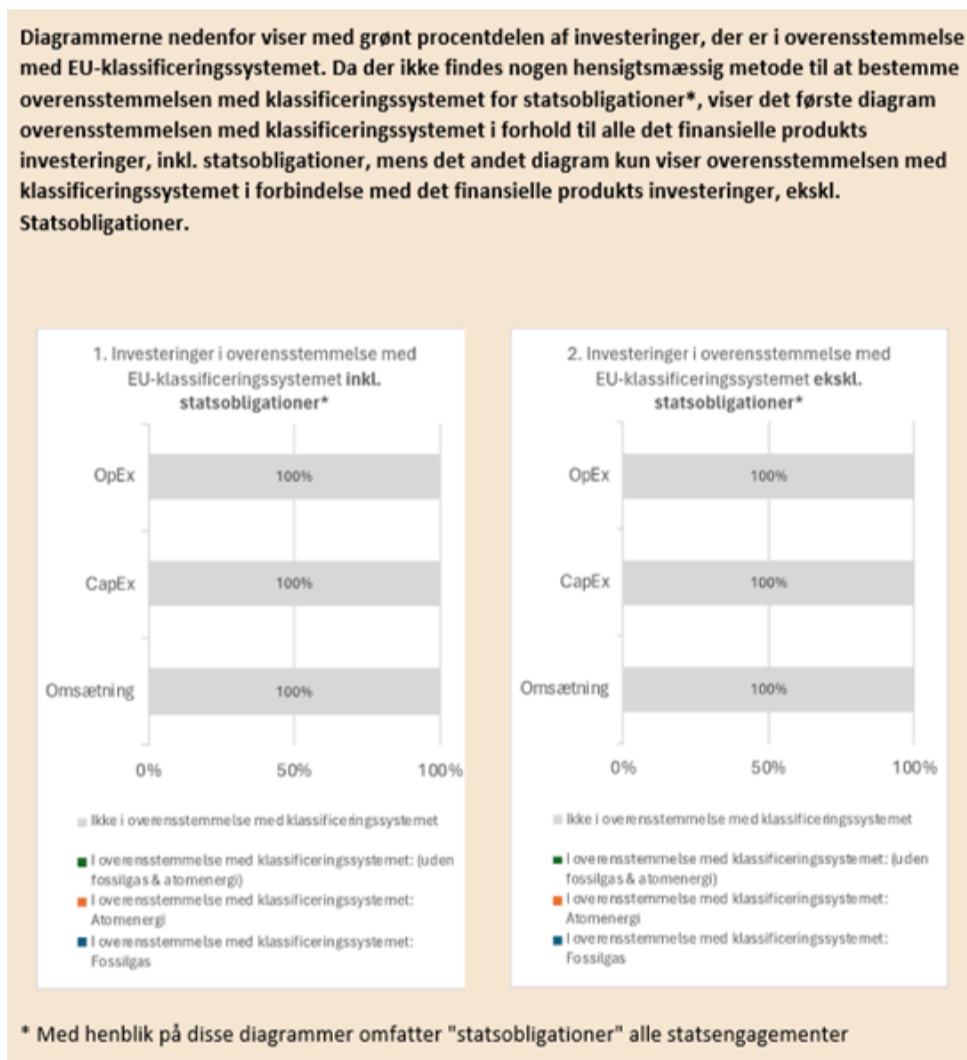 Diagrammerne nedenfor viser med grønt procentdelen af investeringer, der er i overensstemmelse
med EU-klassificeringssystemet. Da der ikke findes nogen hensigtsmæssig metode til at bestemme
overensstemmelsen med klassificeringssystemet for statsobligationer*, viser det første diagram
overensstemmelsen med klassificeringssystemet i forhold til alle det finansielle produkts
investeringer, inkl. statsobligationer, mens det andet diagram kun viser overensstemmelsen med
klassificeringssystemet i forbindelse med det finansielle produkts investeringer, ekskl.
Statsobligationer.
1. Investeringer i overensstemmelse med
EU-klassificeringssystemet inkl.
statsobligationer*
OpEx
100%
CapEx
100%
Omsætning
100%
0%
50%
100%
Ikke i overensstemmelse med klassificeringssystemet
I overensstemmelse med klassificeringssystemet: (uden
fossilgas & atomenergi)
I overensstemmelse med klassificeringssystemet:
Atomenergi
I overensstemmelse med klassificeringssystemet:
Fossilgas
2. Investeringer i overensstemmelse med
EU-klassificeringssystemet ekskl.
statsobligationer*
OpEx
100%
CapEx
100%
Omsætning
100%
0%
50%
100%
Ikke i overensstemmelse med klassificeringssystemet
I overensstemmelse med klassificeringssystemet: (uden
fossilgas & atomenergi)
I overensstemmelse med klassificeringssystemet:
Atomenergi
I overensstemmelse med klassificeringssystemet:
Fossilgas
* Med henblik på disse diagrammer omfatter "statsobligationer" alle statsengagementer